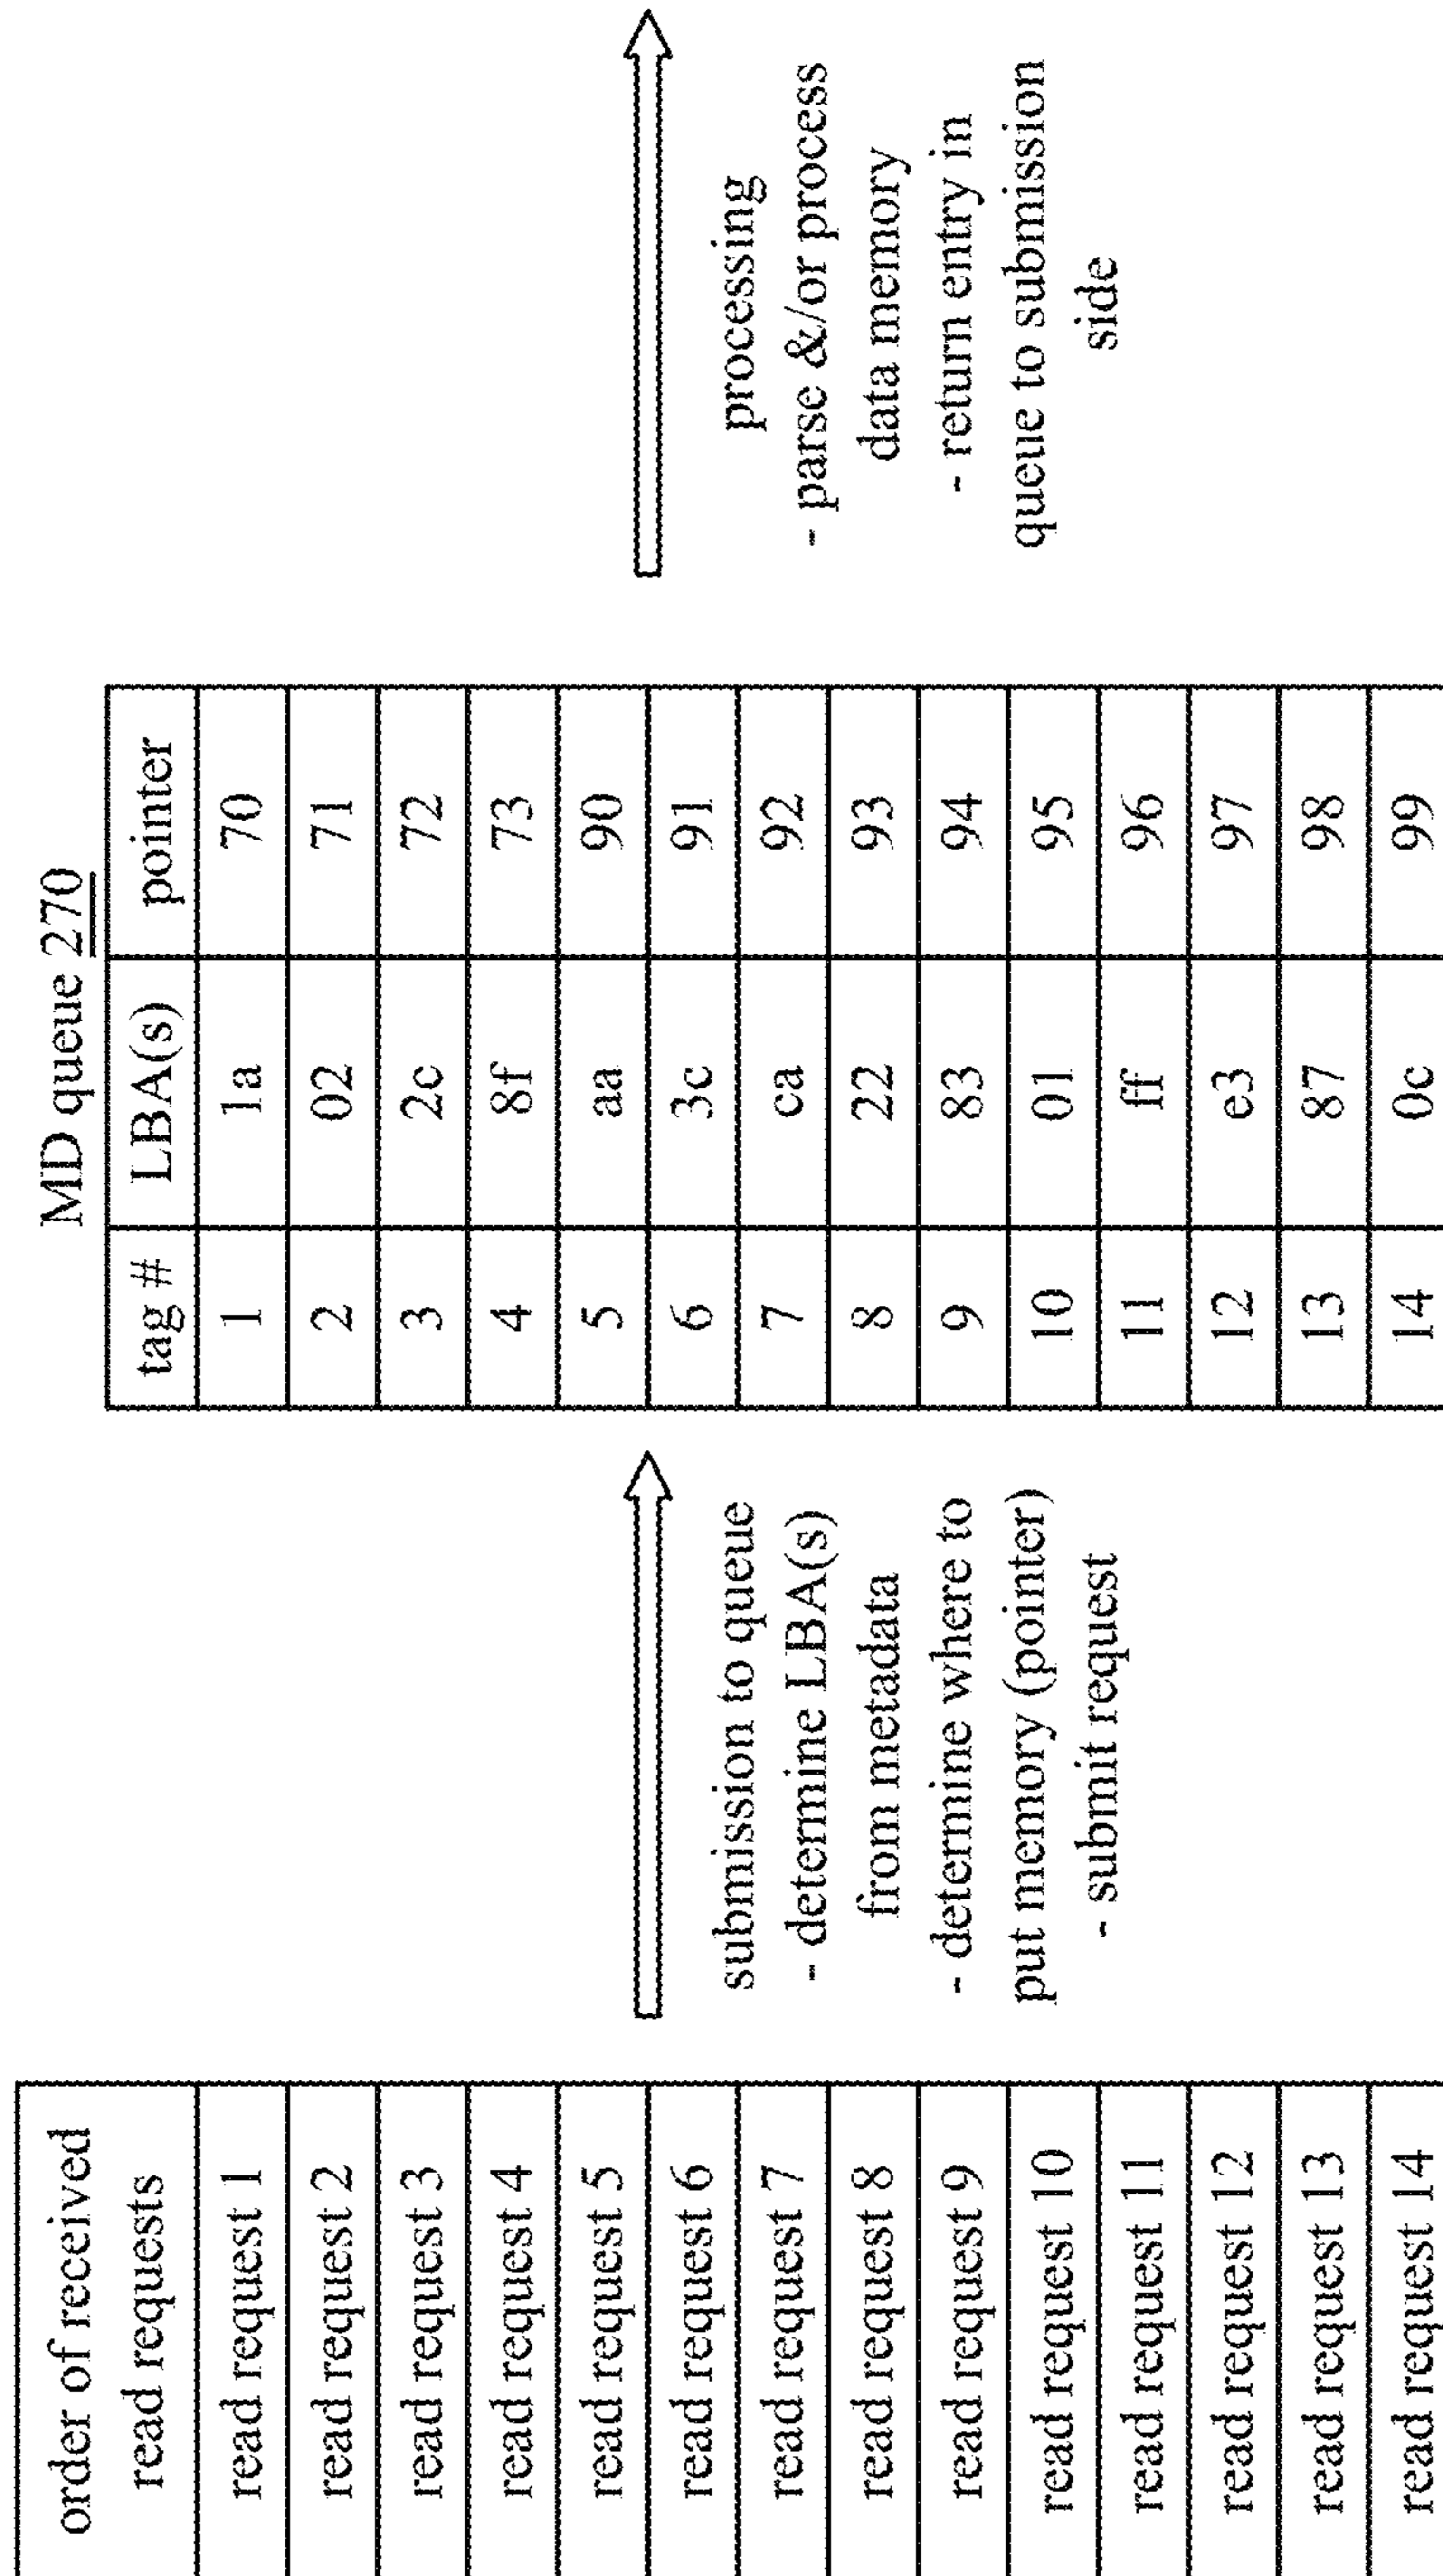 order of received
read requests
read request 1
read request 2
read request 3
read request 4
read request 5
read request 6
read request 7
read request 8
read request 9
read request 10
read request 11
read request 12
read request 13
read request 14
submission to queue
- determine LBA(s)
from metadata
- determine where to
put memory (pointer)
- submit request
MD queue 270
tag # LBA(s) pointer
1 1a 70
2 02 71
3 2c 72
4 8f 73
5 aa 90
6 3c 91
7 ca 92
8 22 93
9 83 94
10 01 95
11 ff 96
12 e3 97
13 87 98
14 0c 99
processing
- parse &/or process
data memory
- return entry in
queue to submission
side